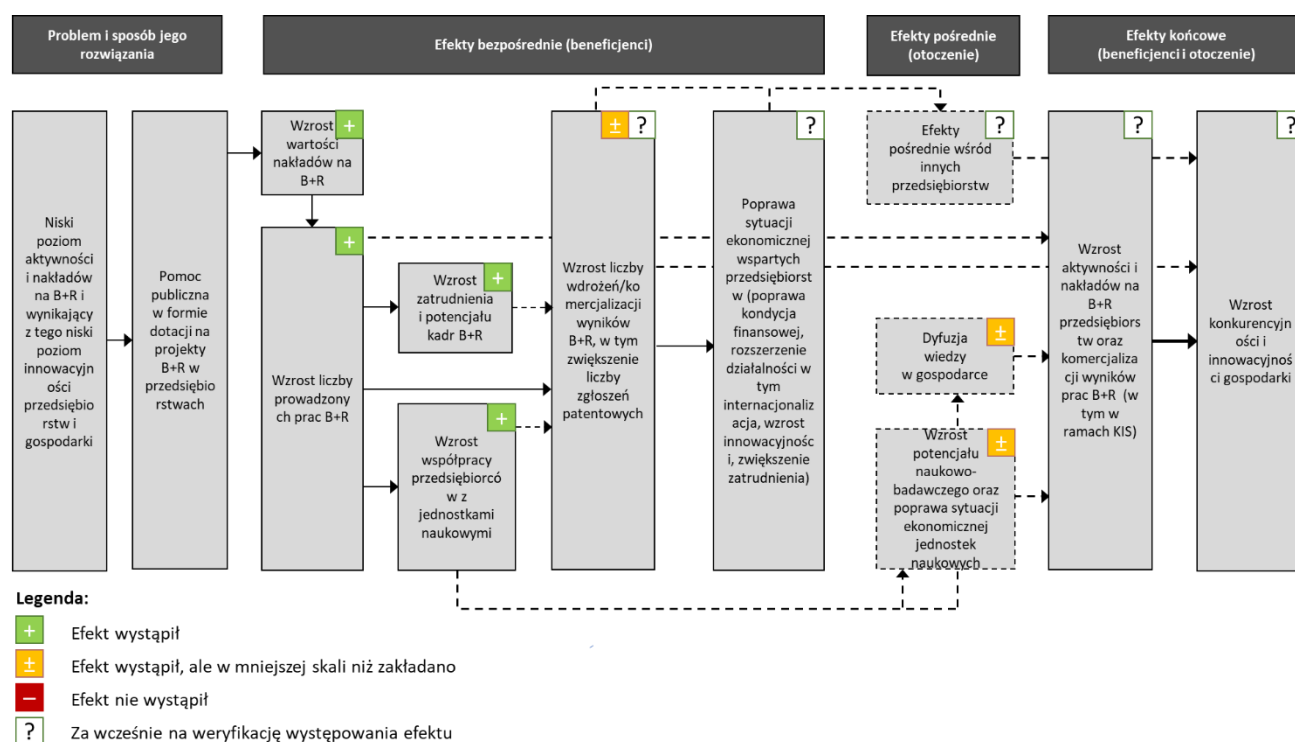 Problem i sposób jego
rozwiązania
Efekty bezpośrednie (beneficjenci)
Efekty pośrednie
(otoczenie)
Efekty końcowe
(beneficjenci i otoczenie)
Niski
poziom
aktywności
i nakładów
na B+R i
wynikający
z tego niski
poziom
innowacyjn
ości
przedsiębio
rstw i
gospodarki
Pomoc
publiczna
w formie
dotacji na
projekty
B+R w
przedsiębio
rstwach
+
Wzrost
wartości
nakładów na
B+R
+
Wzrost liczby
prowadzony
ch prac B+R
+
Wzrost
zatrudnienia
i potencjału
kadr B+R
+
Wzrost
współpracy
przedsiębiorcó
w z
jednostkami
naukowymi
± ?
Wzrost liczby
wdrożeń/ko
mercjalizacji
wyników
B+R, w tym
zwiększenie
liczby
zgłoszeń
patentowych
?
Poprawa
sytuacji
ekonomicznej
wspartych
przedsiębiorst
w (poprawa
kondycja
finansowej,
rozszerzenie
działalności w
tym
internacjonaliz
acja, wzrost
innowacyjnośc
i, zwiększenie
zatrudnienia)
?
Efekty
pośrednie wśród
innych
przedsiębiorstw
±
Dyfuzja
wiedzy
w gospodarce
±
Wzrost
potencjału
naukowo-
badawczego oraz
poprawa sytuacji
ekonomicznej
jednostek
naukowych
?
Wzrost
aktywności i
nakładów na
B+R
przedsiębiors
tw oraz
komercjaliza
cji wyników
prac B+R (w
tym w
ramach KIS)
?
Wzrost
konkurencyjn
ości i
innowacyjnoś
ci gospodarki
Legenda:
+ Efekt wystąpił
± Efekt wystąpił, ale w mniejszej skali niż zakładano
− Efekt nie wystąpił
? Za wcześnie na weryfikację występowania efektu